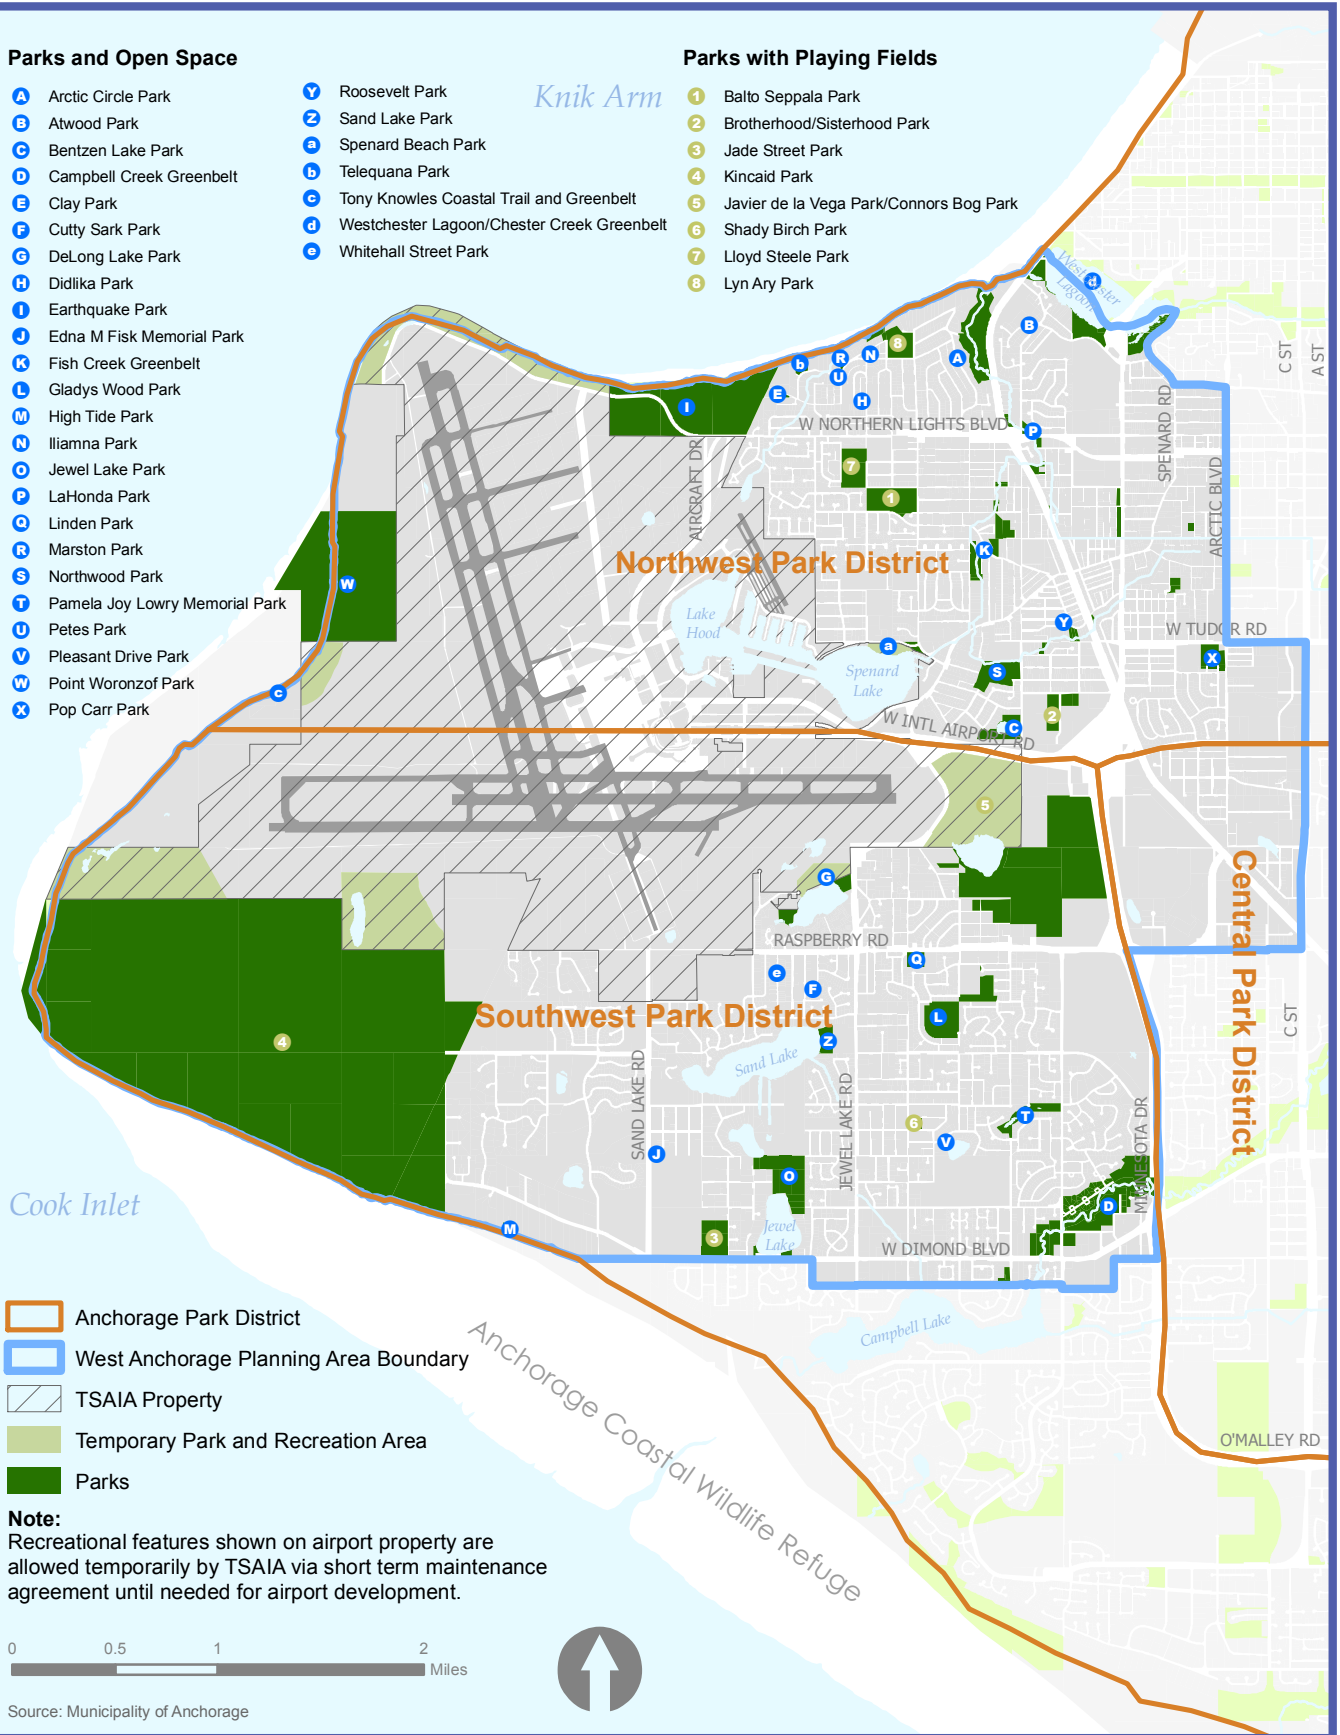 Parks and Open Space
A Arctic Circle Park
B Atwood Park
C Bentzen Lake Park
D Campbell Creek Greenbelt
E Clay Park
F Cutty Sark Park
G DeLong Lake Park
H Didlika Park
I Earthquake Park
J Edna M Fisk Memorial Park
K Fish Creek Greenbelt
L Gladys Wood Park
M High Tide Park
N Iliamna Park
O Jewel Lake Park
P LaHonda Park
Q Linden Park
R Marston Park
S Northwood Park
T Pamela Joy Lowry Memorial Park
U Petes Park
V Pleasant Drive Park
W Point Woronzof Park
X Pop Carr Park
Y Roosevelt Park
Z Sand Lake Park
a Spenard Beach Park
b Telequana Park
c Tony Knowles Coastal Trail and Greenbelt
d Westchester Lagoon/Chester Creek Greenbelt
e Whitehall Street Park
Parks with Playing Fields
1 Balto Seppala Park
2 Brotherhood/Sisterhood Park
3 Jade Street Park
4 Kincaid Park
5 Javier de la Vega Park/Connors Bog Park
6 Shady Birch Park
7 Lloyd Steele Park
8 Lyn Ary Park
Knik Arm
Westchester
Lagoon
d
B
A
8
N
R
b
U
E
H
I
C ST
A ST
W NORTHERN LIGHTS BLVD
P
SPENARD RD
AIRCRAFT DR
7
1
ARCTIC BLVD
Northwest Park District
K
W
Lake
Hood
Y
W TUDOR RD
a
X
Spenard
Lake
S
c
2
W INTL AIRPORT RD
C
5
G
Central Park District
RASPBERRY RD
Q
e
F
Southwest Park District
L
C ST
4
Z
Sand Lake
SAND LAKE RD
JEWEL LAKE RD
MINNESOTA DR
6
T
V
J
O
D
Cook Inlet
M
Jewel
Lake
3
W DIMOND BLVD
Campbell Lake
Anchorage Coastal Wildlife Refuge
O'MALLEY RD
Anchorage Park District
West Anchorage Planning Area Boundary
TSAIA Property
Temporary Park and Recreation Area
Parks
Note:
Recreational features shown on airport property are
allowed temporarily by TSAIA via short term maintenance
agreement until needed for airport development.
0 0.5 1 2
Miles
Source: Municipality of Anchorage